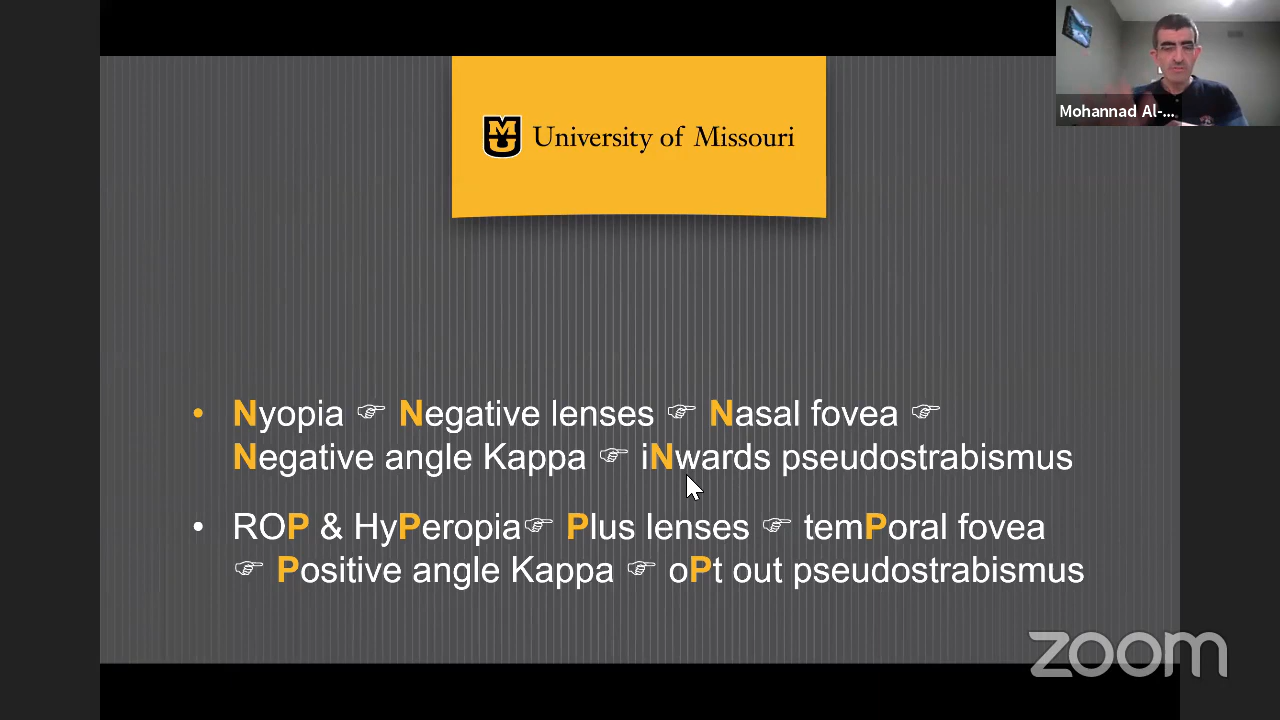 MU University of Missouri
Mohannad Al-...
• Nyopia ☞ Negative lenses ☞ Nasal fovea ☞
Negative angle Kappa ☞ iNwards pseudostrabismus
• ROP & HyPeropia☞ Plus lenses ☞ temPoral fovea
☞ Positive angle Kappa ☞ oPt out pseudostrabismus
zoom